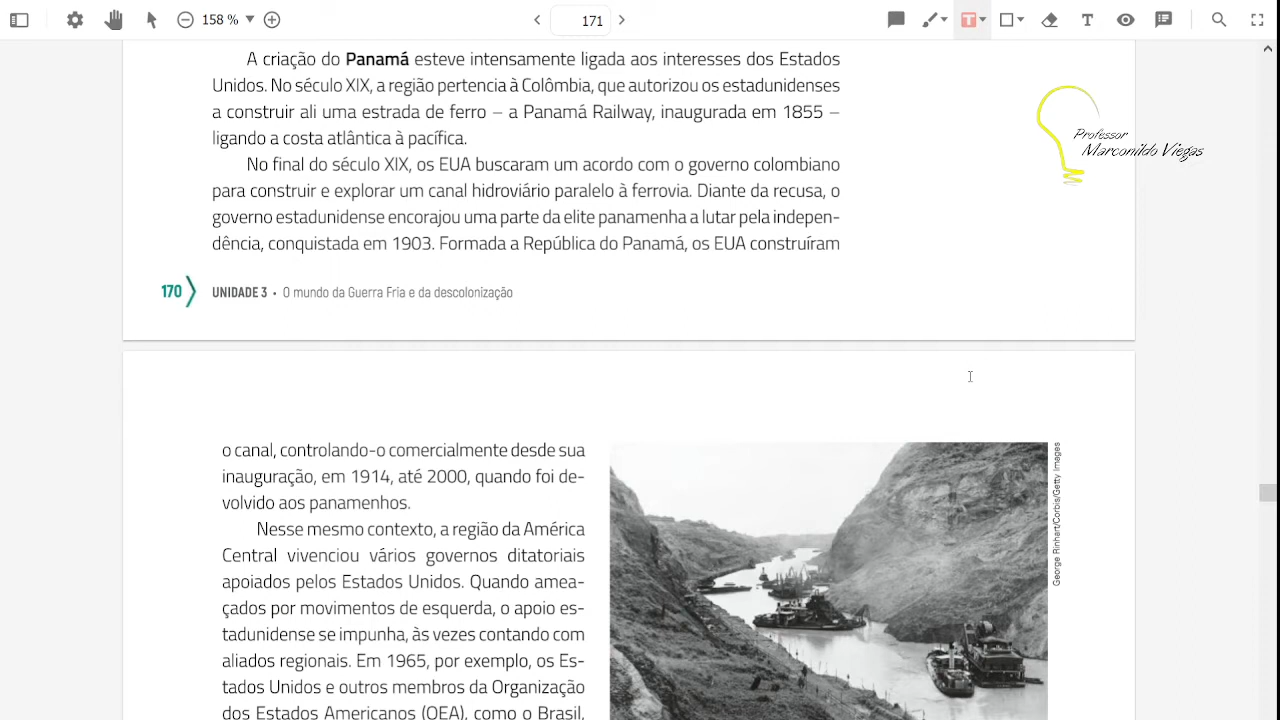 158 %
171
A criação do Panamá esteve intensamente ligada aos interesses dos Estados
Unidos. No século XIX, a região pertencia à Colômbia, que autorizou os estadunidenses
a construir ali uma estrada de ferro – a Panamá Railway, inaugurada em 1855 –
ligando a costa atlântica à pacífica.
No final do século XIX, os EUA buscaram um acordo com o governo colombiano
para construir e explorar um canal hidroviário paralelo à ferrovia. Diante da recusa, o
governo estadunidense encorajou uma parte da elite panamenha a lutar pela indepen-
dência, conquistada em 1903. Formada a República do Panamá, os EUA construíram
Professor
Marconildo Viegas
170 UNIDADE 3 • O mundo da Guerra Fria e da descolonização
o canal, controlando-o comercialmente desde sua
inauguração, em 1914, até 2000, quando foi de-
volvido aos panamenhos.
Nesse mesmo contexto, a região da América
Central vivenciou vários governos ditatoriais
apoiados pelos Estados Unidos. Quando amea-
çados por movimentos de esquerda, o apoio es-
tadunidense se impunha, às vezes contando com
aliados regionais. Em 1965, por exemplo, os Es-
tados Unidos e outros membros da Organização
dos Estados Americanos (OEA), como o Brasil,
George Rinhart/Corbis/Getty Images